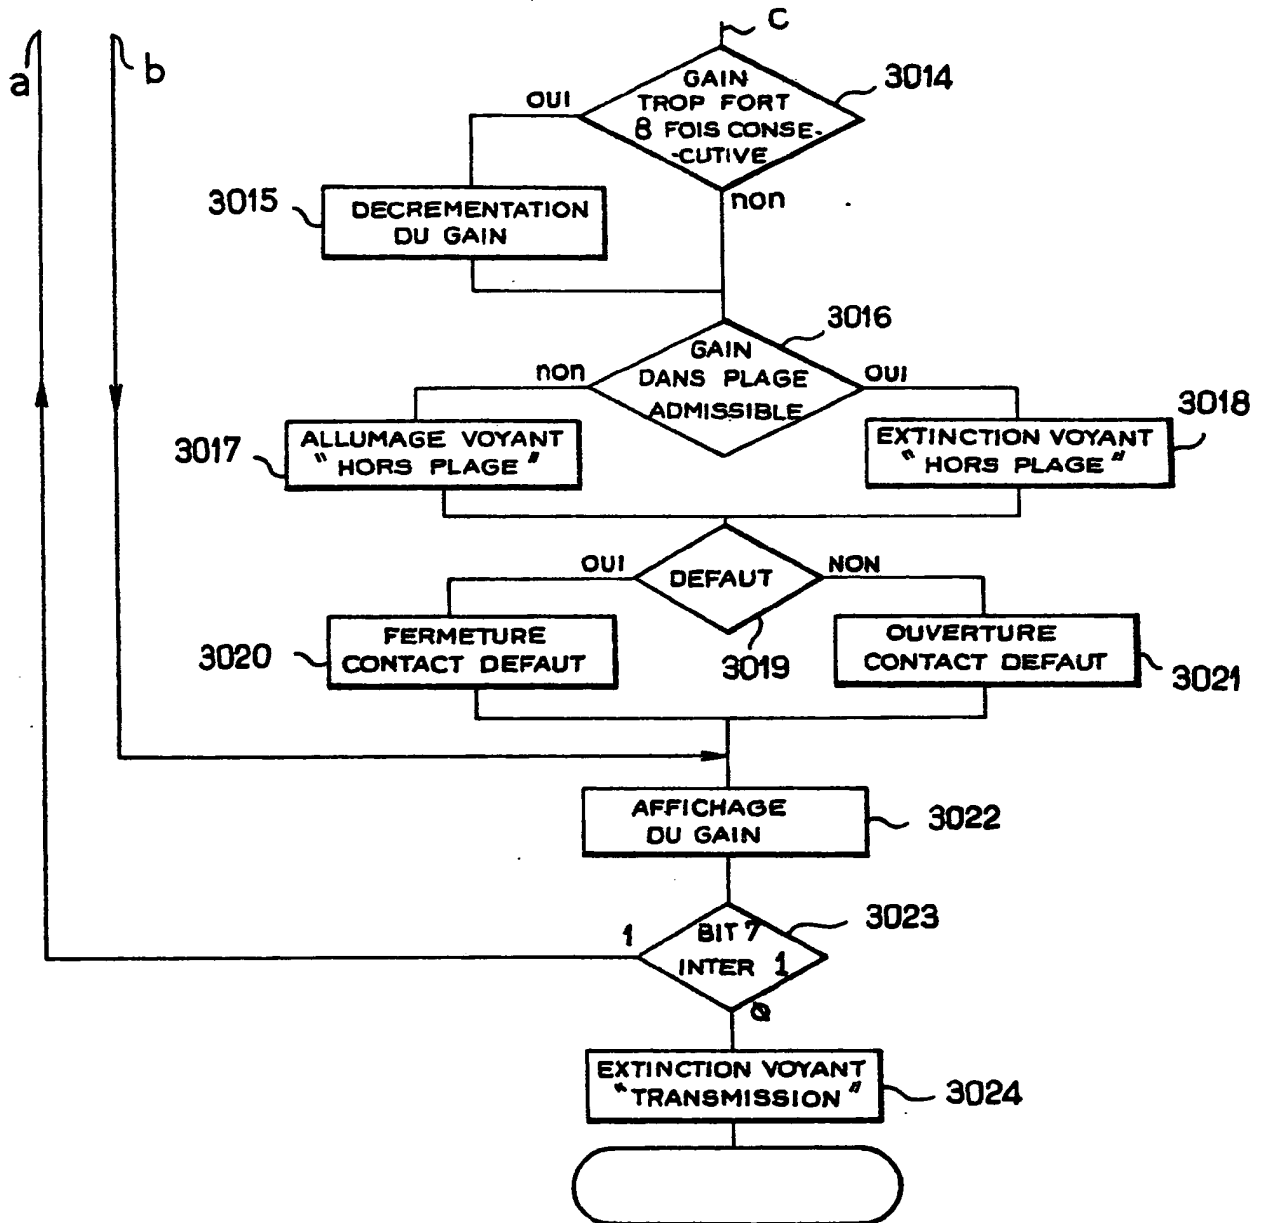 a
b
C
GAIN
TROP FORT
8 FOIS CONSE-
-CUTIVE
3014
OUI
non
3015
DECREMENTATION
DU GAIN
3016
GAIN
DANS PLAGE
ADMISSIBLE
non
OUI
3017
ALLUMAGE VOYANT
"HORS PLAGE"
3018
EXTINCTION VOYANT
"HORS PLAGE"
OUI
DEFAUT
NON
3019
3020
FERMETURE
CONTACT DEFAUT
OUVERTURE
CONTACT DEFAUT
3021
AFFICHAGE
DU GAIN
3022
1
BIT 7
INTER 1
3023
0
EXTINCTION VOYANT
"TRANSMISSION"
3024